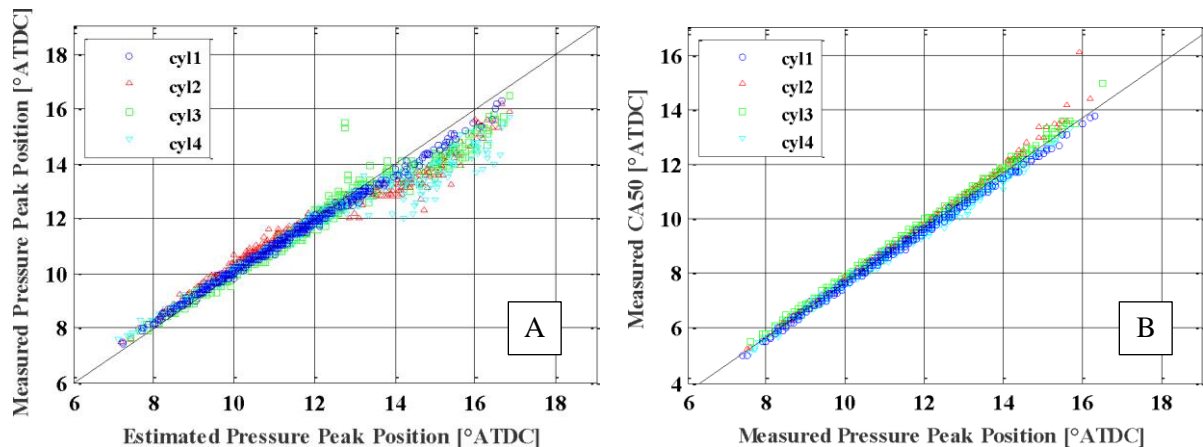 Measured Pressure Peak Position [°ATDC]
18
16
14
12
10
8
6
cyl1
cyl2
cyl3
cyl4
A
6 8 10 12 14 16 18
Estimated Pressure Peak Position [°ATDC]
Measured CA50 [°ATDC]
16
14
12
10
8
6
4
cyl1
cyl2
cyl3
cyl4
B
6 8 10 12 14 16 18
Measured Pressure Peak Position [°ATDC]